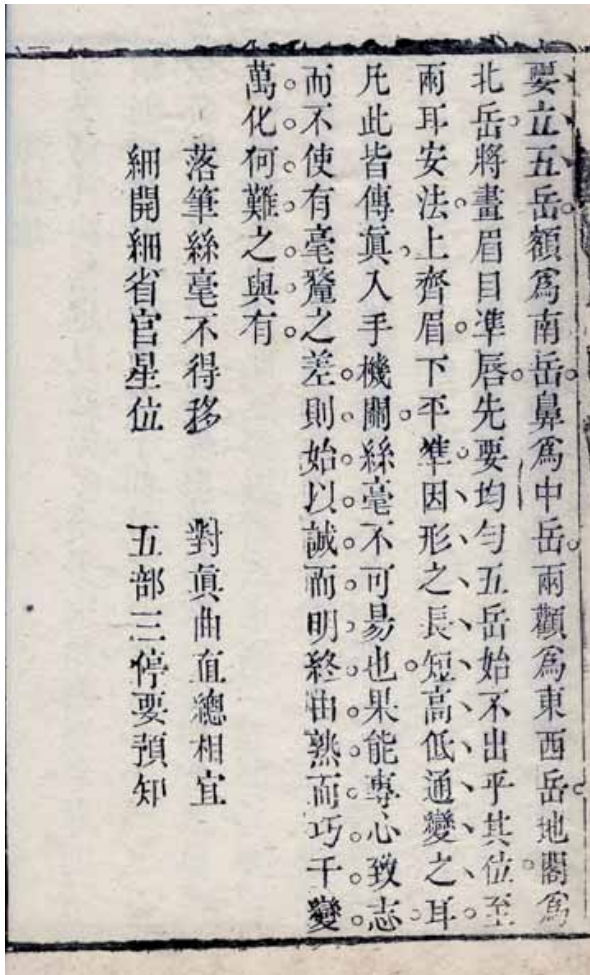 要立五岳額為南岳鼻為中岳兩顴為東西岳地閣為
北岳將畫眉目準唇先要均勻五岳始不出乎其位至
兩耳安法上齊眉下平準因形之長短高低通變之耳
凡此皆傳眞入手機關絲毫不可易也果能專心致志
而不使有毫釐之差則始以誠而明終由熟而巧千變
萬化何難之與有
落筆絲毫不得移　對眞曲直總相宜
細開細省官星位　五部三停要預知